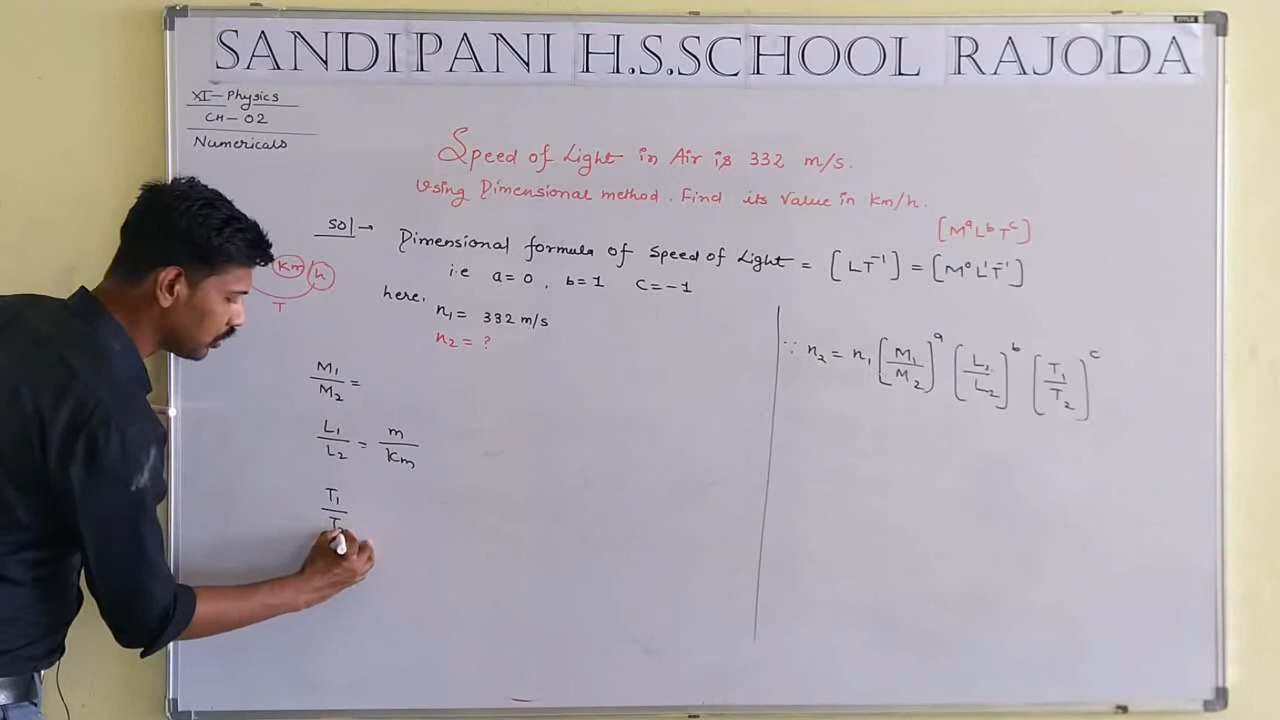 SANDIPANI H.S.SCHOOL RAJODA
XI-Physics
CH-02
Numericals
Speed of Light in Air is 332 m/s.
Using Dimensional method. Find its value in Km/h.
[MᵃLᵇTᶜ]
Sol→ Dimensional formula of Speed of Light = [LT⁻¹] = [M⁰L¹T⁻¹]
i.e a=0, b=1 c=-1
Km/h
T
here,
n₁= 332 m/s
n₂= ?
∵ n₂ = n₁ [M₁/M₂]ᵃ [L₁/L₂]ᵇ [T₁/T₂]ᶜ
M₁/M₂ =
L₁/L₂ = m/Km
T₁/T₂